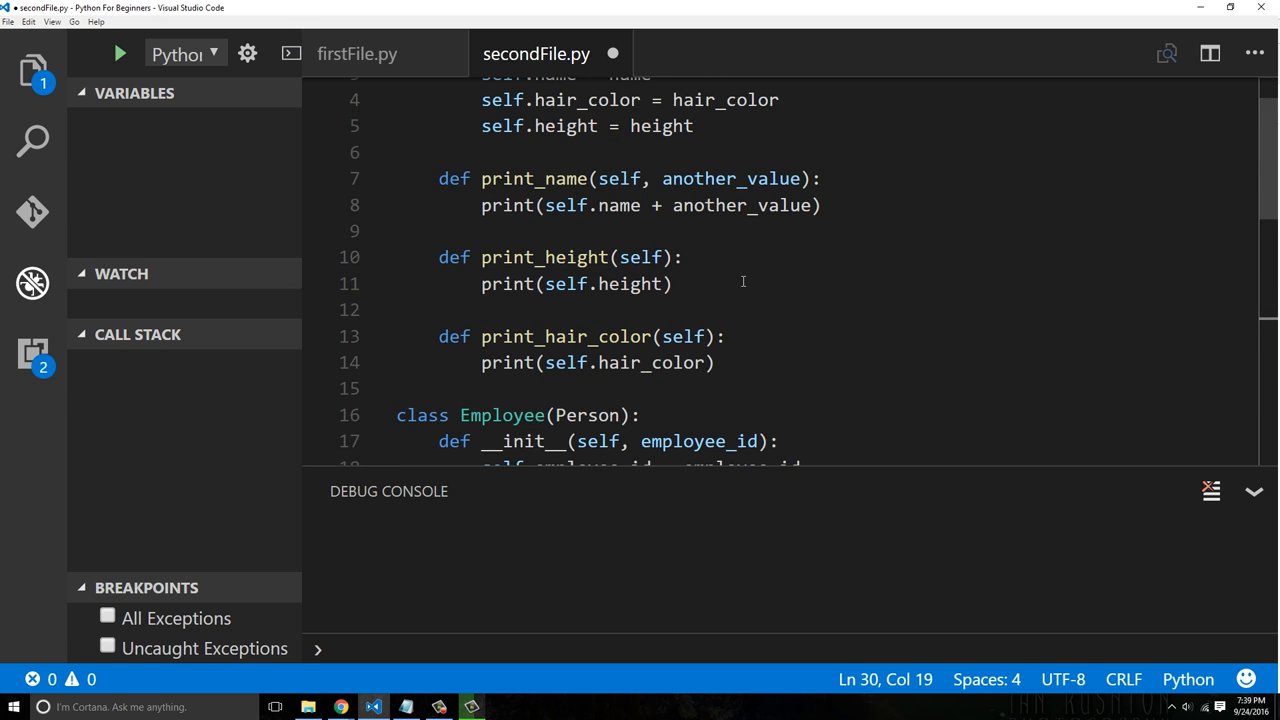 ● secondFile.py - Python For Beginners - Visual Studio Code
File Edit View Go Help
Python firstFile.py secondFile.py ●
1
VARIABLES
4 self.hair_color = hair_color
5 self.height = height
6
7 def print_name(self, another_value):
8 print(self.name + another_value)
9
10 def print_height(self):
WATCH
11 print(self.height)
12
CALL STACK
13 def print_hair_color(self):
2
14 print(self.hair_color)
15
16 class Employee(Person):
17 def __init__(self, employee_id):
DEBUG CONSOLE
BREAKPOINTS
All Exceptions
Uncaught Exceptions
0 0 Ln 30, Col 19 Spaces: 4 UTF-8 CRLF Python
I'm Cortana. Ask me anything.
7:39 PM
9/24/2016